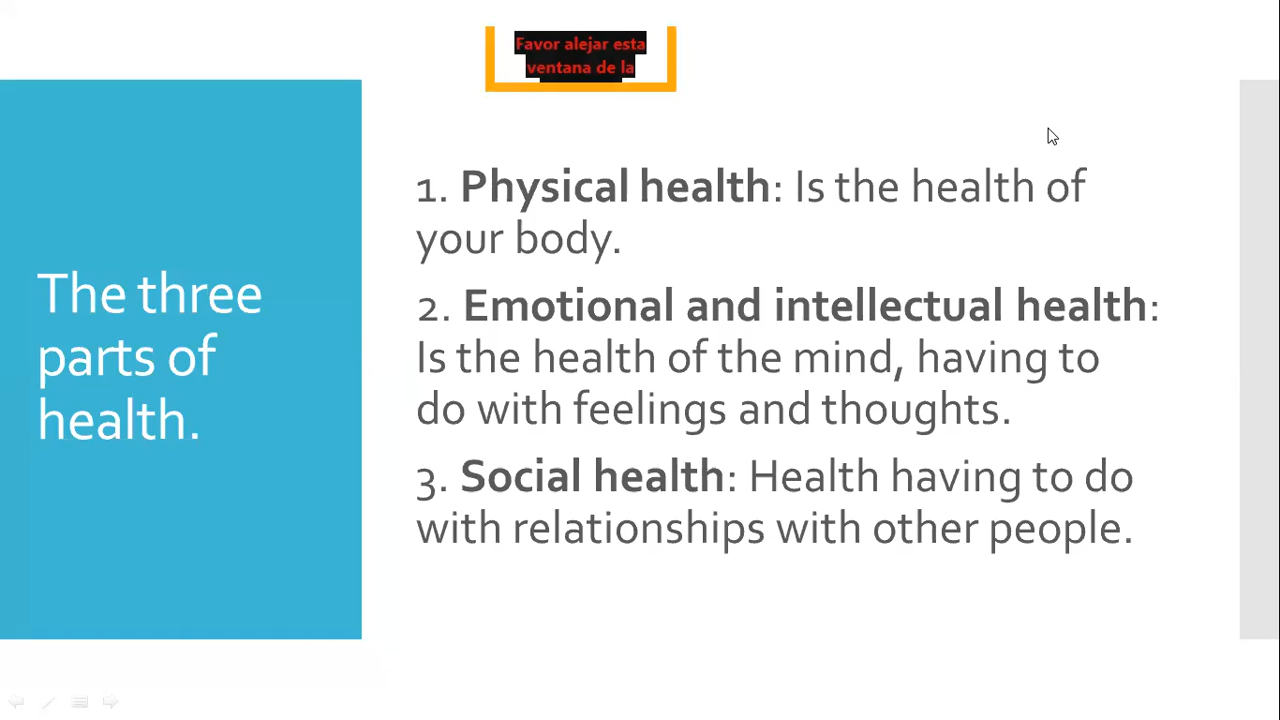 Favor alejar esta
ventana de la
The three
parts of
health.
1. Physical health: Is the health of
your body.
2. Emotional and intellectual health:
Is the health of the mind, having to
do with feelings and thoughts.
3. Social health: Health having to do
with relationships with other people.